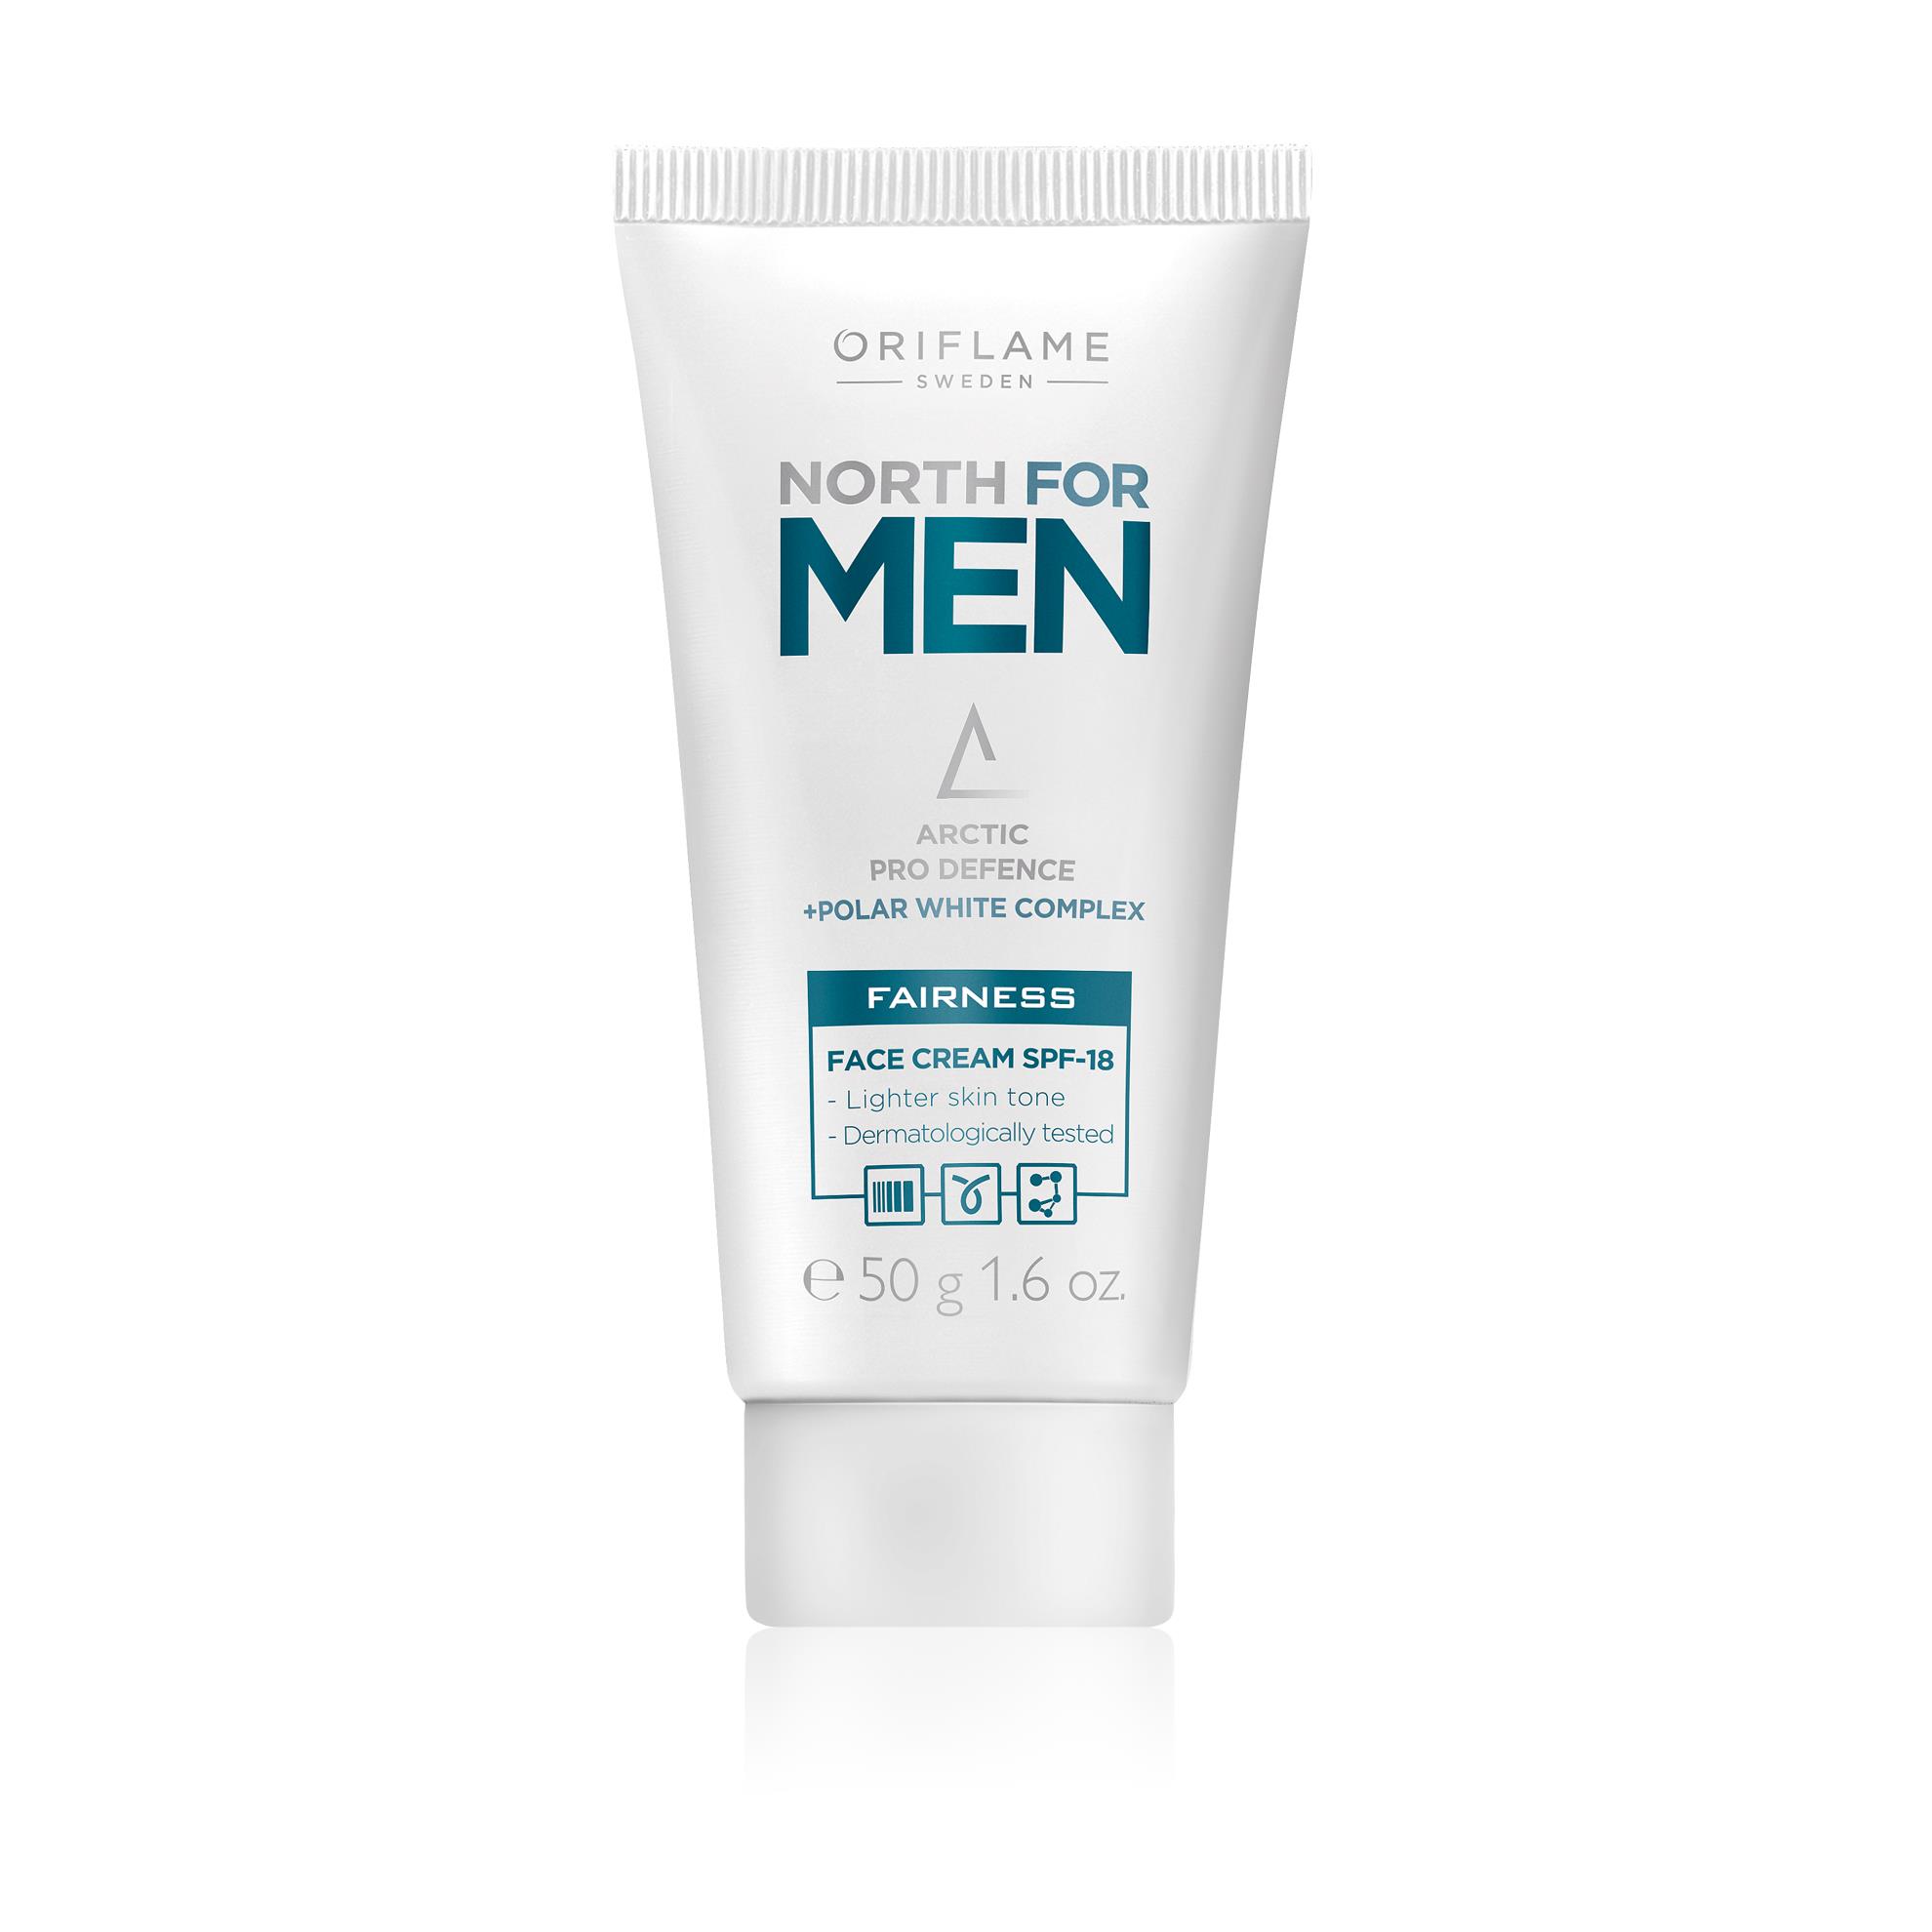 ORIFLAME
SWEDEN
NORTH FOR
MEN
ARCTIC
PRO DEFENCE
+POLAR WHITE COMPLEX
FAIRNESS
FACE CREAM SPF-18
- Lighter skin tone
- Dermatologically tested
℮ 50 g 1.6 oz.